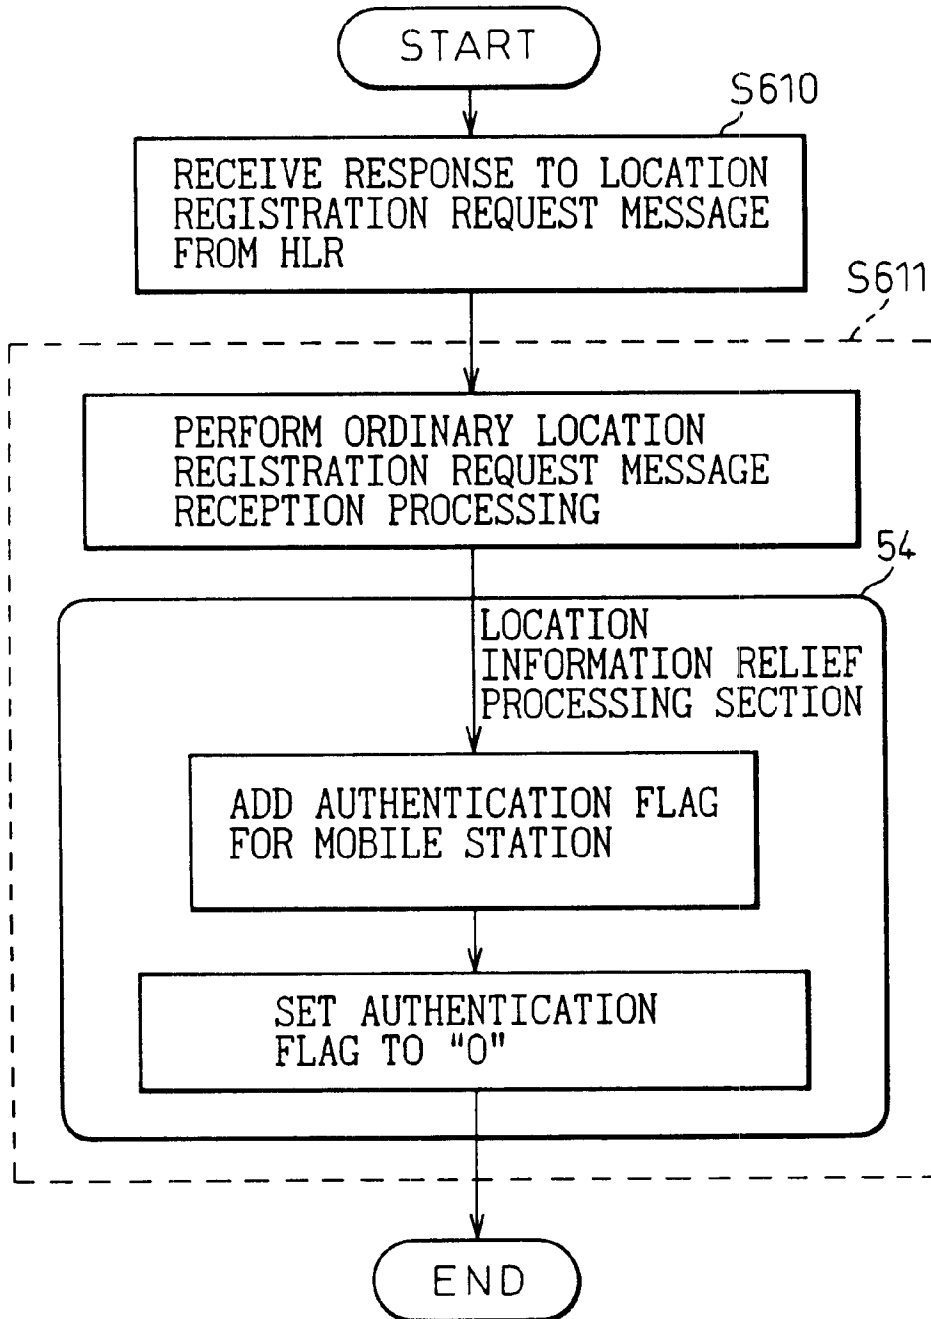 START
S610
RECEIVE RESPONSE TO LOCATION
REGISTRATION REQUEST MESSAGE
FROM HLR
S611
PERFORM ORDINARY LOCATION
REGISTRATION REQUEST MESSAGE
RECEPTION PROCESSING
54
LOCATION
INFORMATION RELIEF
PROCESSING SECTION
ADD AUTHENTICATION FLAG
FOR MOBILE STATION
SET AUTHENTICATION
FLAG TO "0"
END